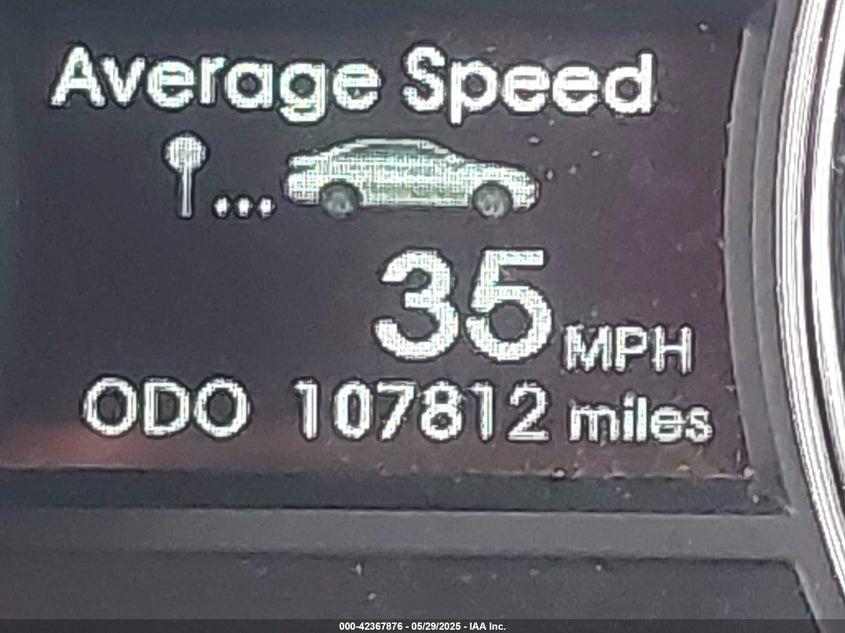 Average Speed
35 MPH
ODO 107812 miles
000-42367876 - 05/29/2025 - IAA Inc.